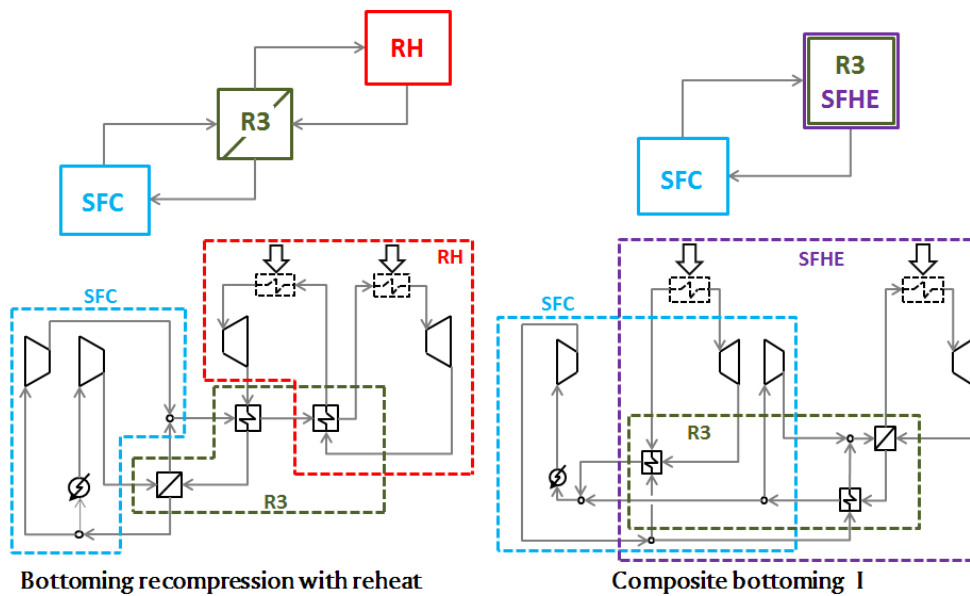 RH
R3
SFC
R3
SFHE
SFC
RH
SFC
R3
SFHE
SFC
R3
Bottoming recompression with reheat
Composite bottoming I